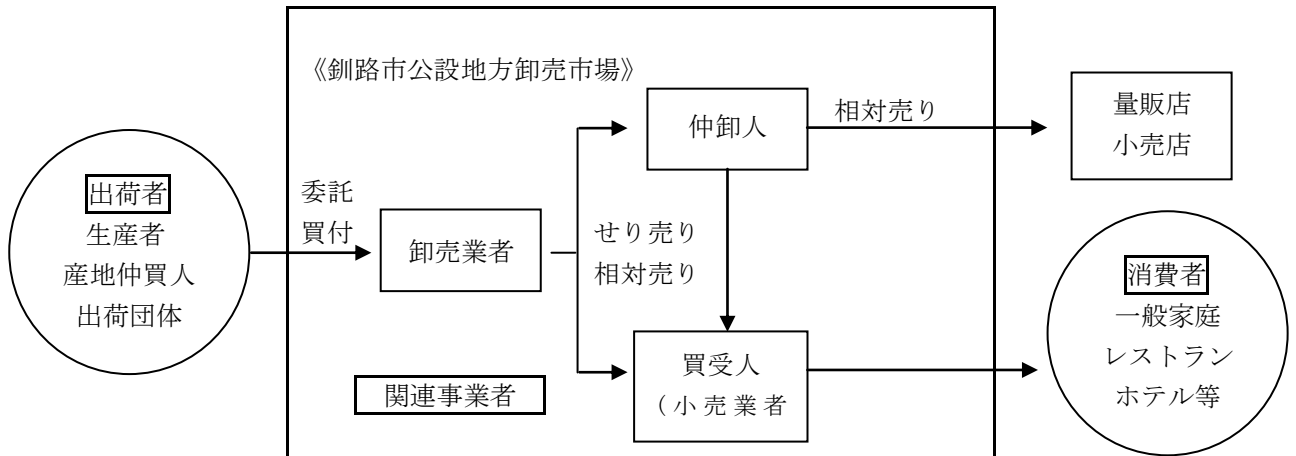 《釧路市公設地方卸売市場》
出荷者
生産者
産地仲買人
出荷団体
委託
買付
卸売業者
せり売り
相対売り
仲卸人
相対売り
量販店
小売店
買受人
(小売業者
関連事業者
消費者
一般家庭
レストラン
ホテル等